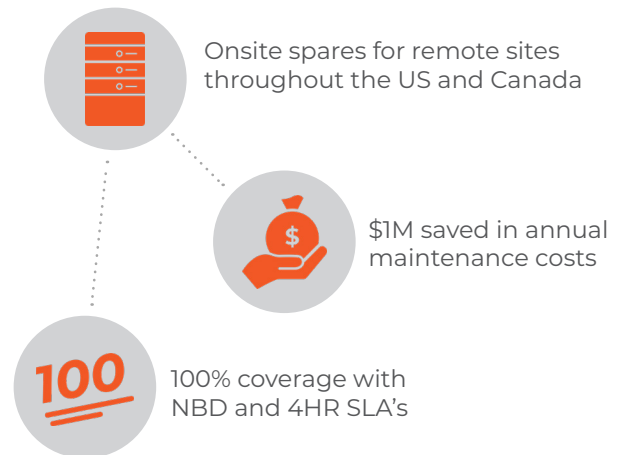 Onsite spares for remote sites
throughout the US and Canada
$
$1M saved in annual
maintenance costs
100
100% coverage with
NBD and 4HR SLA's